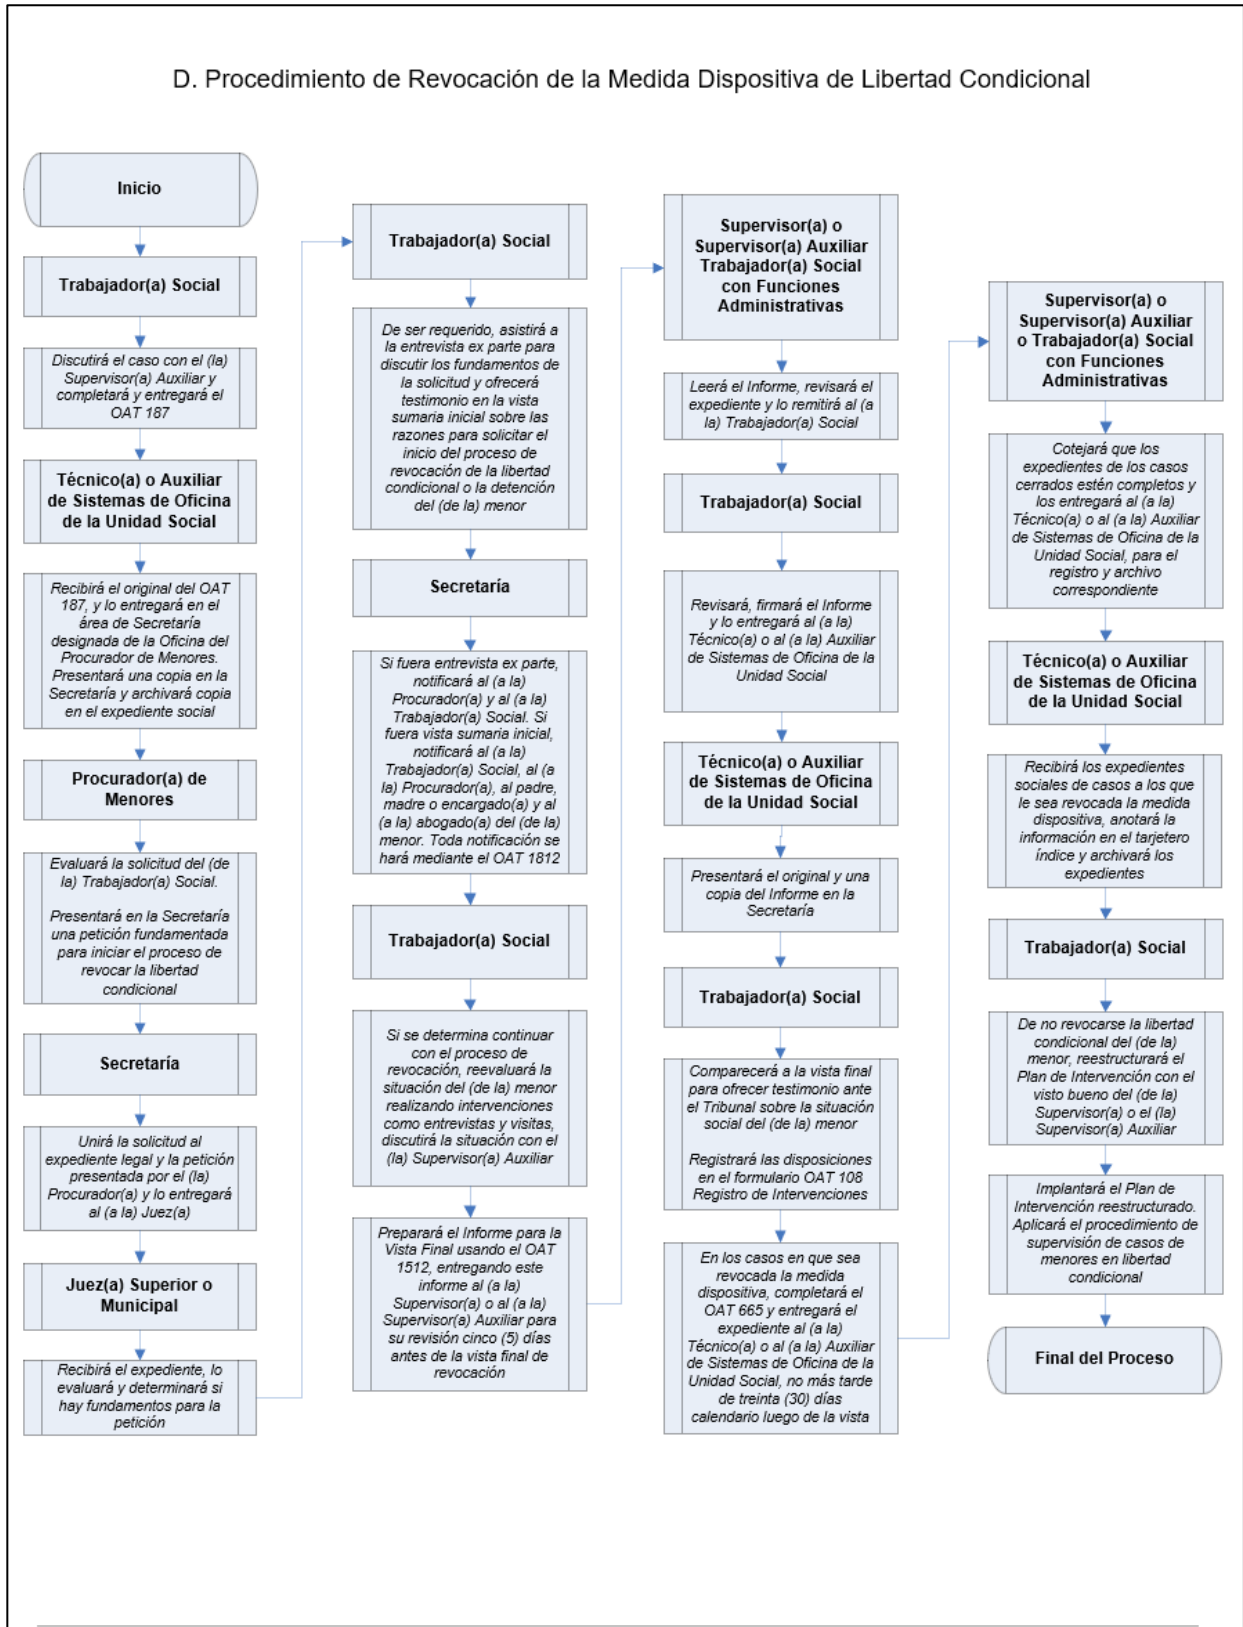 D. Procedimiento de Revocación de la Medida Dispositiva de Libertad Condicional
Inicio
Trabajador(a) Social
Discutirá el caso con el (la)
Supervisor(a) Auxiliar y
completará y entregará el
OAT 187
Técnico(a) o Auxiliar
de Sistemas de Oficina
de la Unidad Social
Recibirá el original del OAT
187, y lo entregará en el
área de Secretaría
designada de la Oficina del
Procurador de Menores.
Presentará una copia en la
Secretaría y archivará copia
en el expediente social
Procurador(a) de
Menores
Evaluará la solicitud del (de
la) Trabajador(a) Social.
Presentará en la Secretaría
una petición fundamentada
para iniciar el proceso de
revocar la libertad
condicional
Secretaría
Unirá la solicitud al
expediente legal y la petición
presentada por el (la)
Procurador(a) y lo entregará
al (a la) Juez(a)
Juez(a) Superior o
Municipal
Recibirá el expediente, lo
evaluará y determinará si
hay fundamentos para la
petición
Trabajador(a) Social
De ser requerido, asistirá a
la entrevista ex parte para
discutir los fundamentos de
la solicitud y ofrecerá
testimonio en la vista
sumaria inicial sobre las
razones para solicitar el
inicio del proceso de
revocación de la libertad
condicional o la detención
del (de la) menor
Secretaría
Si fuera entrevista ex parte,
notificará al (a la)
Procurador(a) y al (a la)
Trabajador(a) Social. Si
fuera vista sumaria inicial,
notificará al (a la)
Trabajador(a) Social, al (a
la) Procurador(a), al padre,
madre o encargado(a) y al
(a la) abogado(a) del (de la)
menor. Toda notificación se
hará mediante el OAT 1812
Trabajador(a) Social
Si se determina continuar
con el proceso de
revocación, reevaluará la
situación del (de la) menor
realizando intervenciones
como entrevistas y visitas,
discutirá la situación con el
(la) Supervisor(a) Auxiliar
Preparará el Informe para la
Vista Final usando el OAT
1512, entregando este
informe al (a la)
Supervisor(a) o al (a la)
Supervisor(a) Auxiliar para
su revisión cinco (5) días
antes de la vista final de
revocación
Supervisor(a) o
Supervisor(a) Auxiliar
Trabajador(a) Social
con Funciones
Administrativas
Leerá el Informe, revisará el
expediente y lo remitirá al (a
la) Trabajador(a) Social
Trabajador(a) Social
Revisará, firmará el Informe
y lo entregará al (a la)
Técnico(a) o al (a la) Auxiliar
de Sistemas de Oficina de la
Unidad Social
Técnico(a) o Auxiliar
de Sistemas de Oficina
de la Unidad Social
Presentará el original y una
copia del Informe en la
Secretaría
Trabajador(a) Social
Comparecerá a la vista final
para ofrecer testimonio ante
el Tribunal sobre la situación
social del (de la) menor
Registrará las disposiciones
en el formulario OAT 108
Registro de Intervenciones
En los casos en que sea
revocada la medida
dispositiva, completará el
OAT 665 y entregará el
expediente al (a la)
Técnico(a) o al (a la) Auxiliar
de Sistemas de Oficina de la
Unidad Social, no más tarde
de treinta (30) días
calendario luego de la vista
Supervisor(a) o
Supervisor(a) Auxiliar
o Trabajador(a) Social
con Funciones
Administrativas
Cotejará que los
expedientes de los casos
cerrados estén completos y
los entregará al (a la)
Técnico(a) o al (a la) Auxiliar
de Sistemas de Oficina de la
Unidad Social, para el
registro y archivo
correspondiente
Técnico(a) o Auxiliar
de Sistemas de Oficina
de la Unidad Social
Recibirá los expedientes
sociales de casos a los que
le sea revocada la medida
dispositiva, anotará la
información en el tarjetero
índice y archivará los
expedientes
Trabajador(a) Social
De no revocarse la libertad
condicional del (de la)
menor, reestructurará el
Plan de Intervención con el
visto bueno del (de la)
Supervisor(a) o el (la)
Supervisor(a) Auxiliar
Implantará el Plan de
Intervención reestructurado.
Aplicará el procedimiento de
supervisión de casos de
menores en libertad
condicional
Final del Proceso